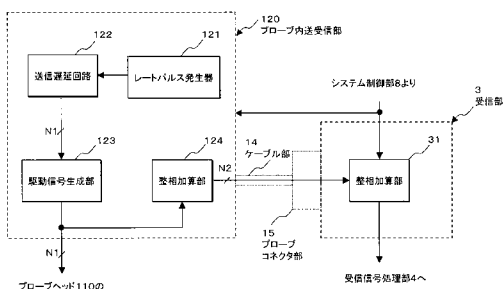 120
プローブ内送受信部
122
送信遅延回路
121
レートパルス発生器
システム制御部8より
3
受信部
N1
123
駆動信号生成部
124
整相加算部
N2
14
ケーブル部
31
整相加算部
15
プローブ
コネクタ部
N1
プローブヘッド110の
受信信号処理部4へ